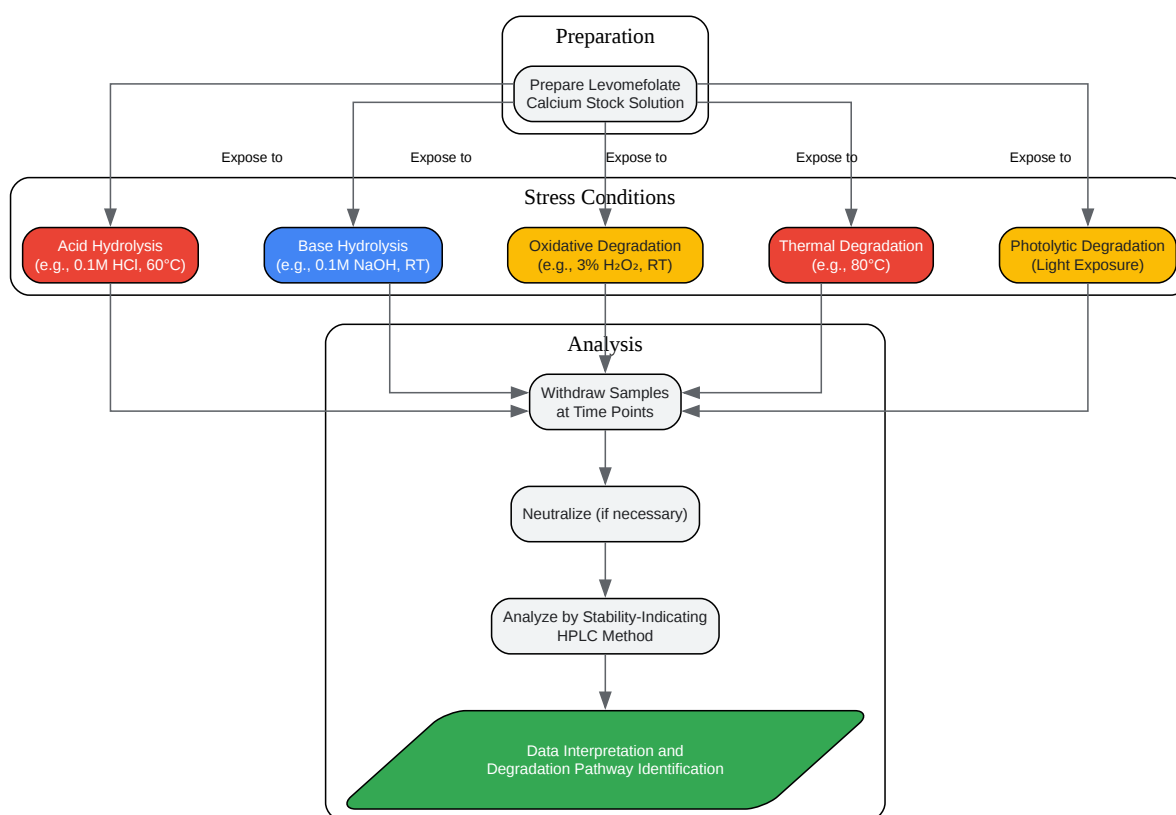 Preparation
Prepare Levomefolate
Calcium Stock Solution
Expose to
Expose to
Expose to
Expose to
Expose to
Stress Conditions
Acid Hydrolysis
(e.g., 0.1M HCl, 60°C)
Base Hydrolysis
(e.g., 0.1M NaOH, RT)
Oxidative Degradation
(e.g., 3% H₂O₂, RT)
Thermal Degradation
(e.g., 80°C)
Photolytic Degradation
(Light Exposure)
Analysis
Withdraw Samples
at Time Points
Neutralize (if necessary)
Analyze by Stability-Indicating
HPLC Method
Data Interpretation and
Degradation Pathway Identification